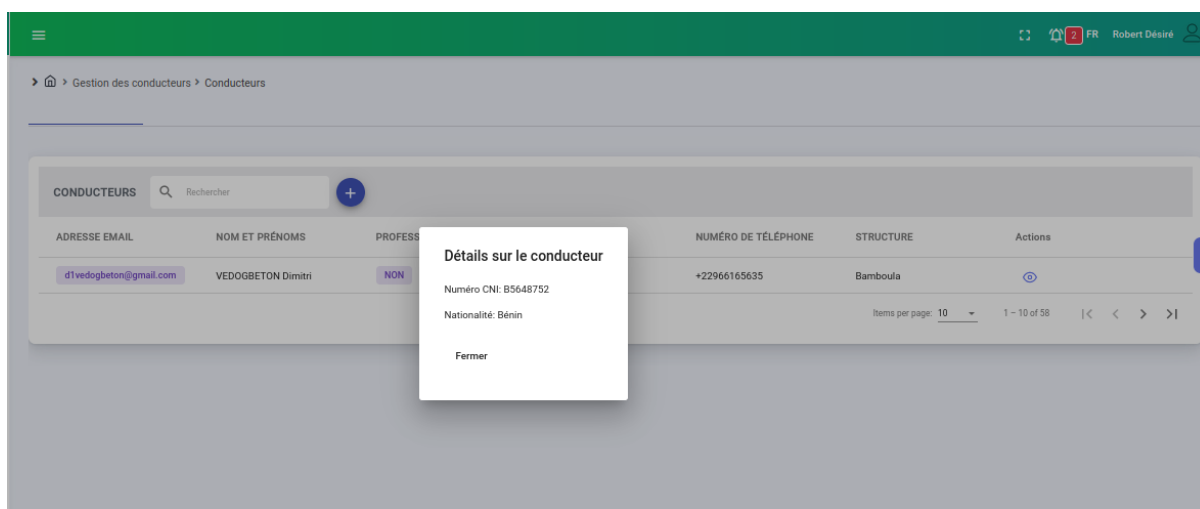 2 FR Robert Désiré
Gestion des conducteurs > Conducteurs
CONDUCTEURS Rechercher +
ADRESSE EMAIL NOM ET PRÉNOMS PROFESS NUMÉRO DE TÉLÉPHONE STRUCTURE Actions
d1vedogbeton@gmail.com VEDOGBETON Dimitri NON +22966165635 Bamboula
Items per page: 10 1 – 10 of 58
Détails sur le conducteur
Numéro CNI: B5648752
Nationalité: Bénin
Fermer